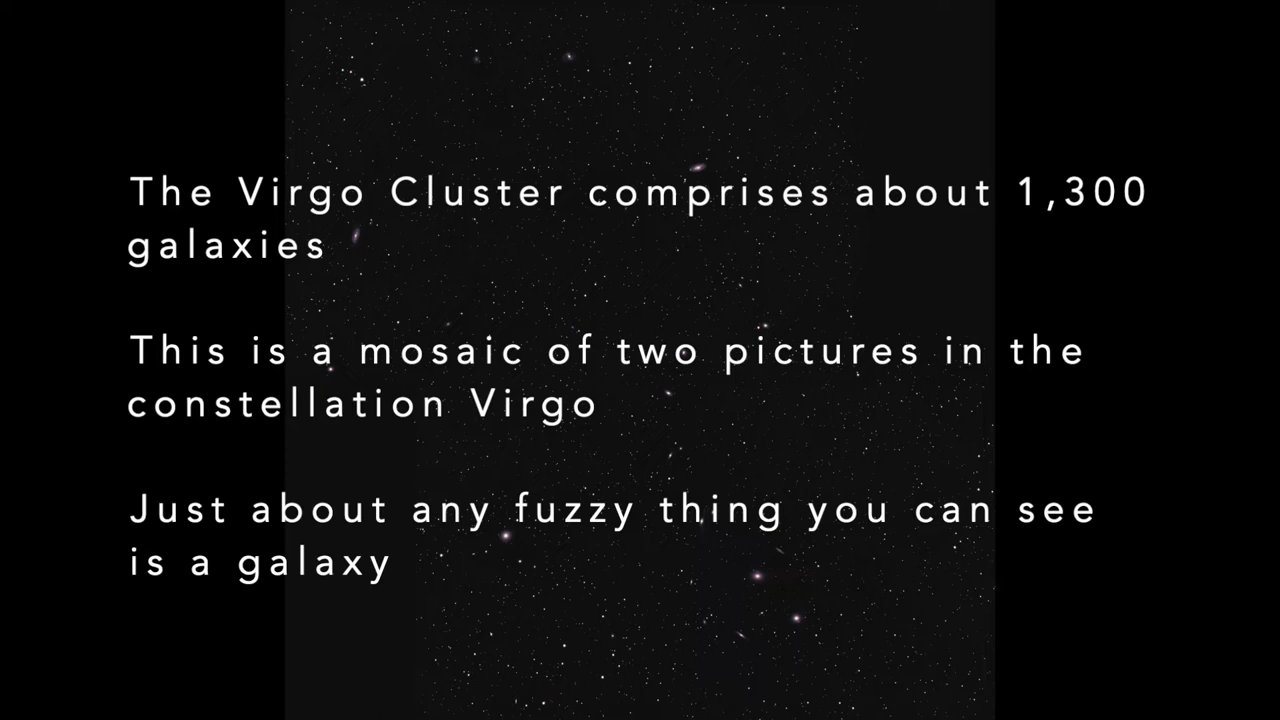 The Virgo Cluster comprises about 1,300
galaxies
This is a mosaic of two pictures in the
constellation Virgo
Just about any fuzzy thing you can see
is a galaxy